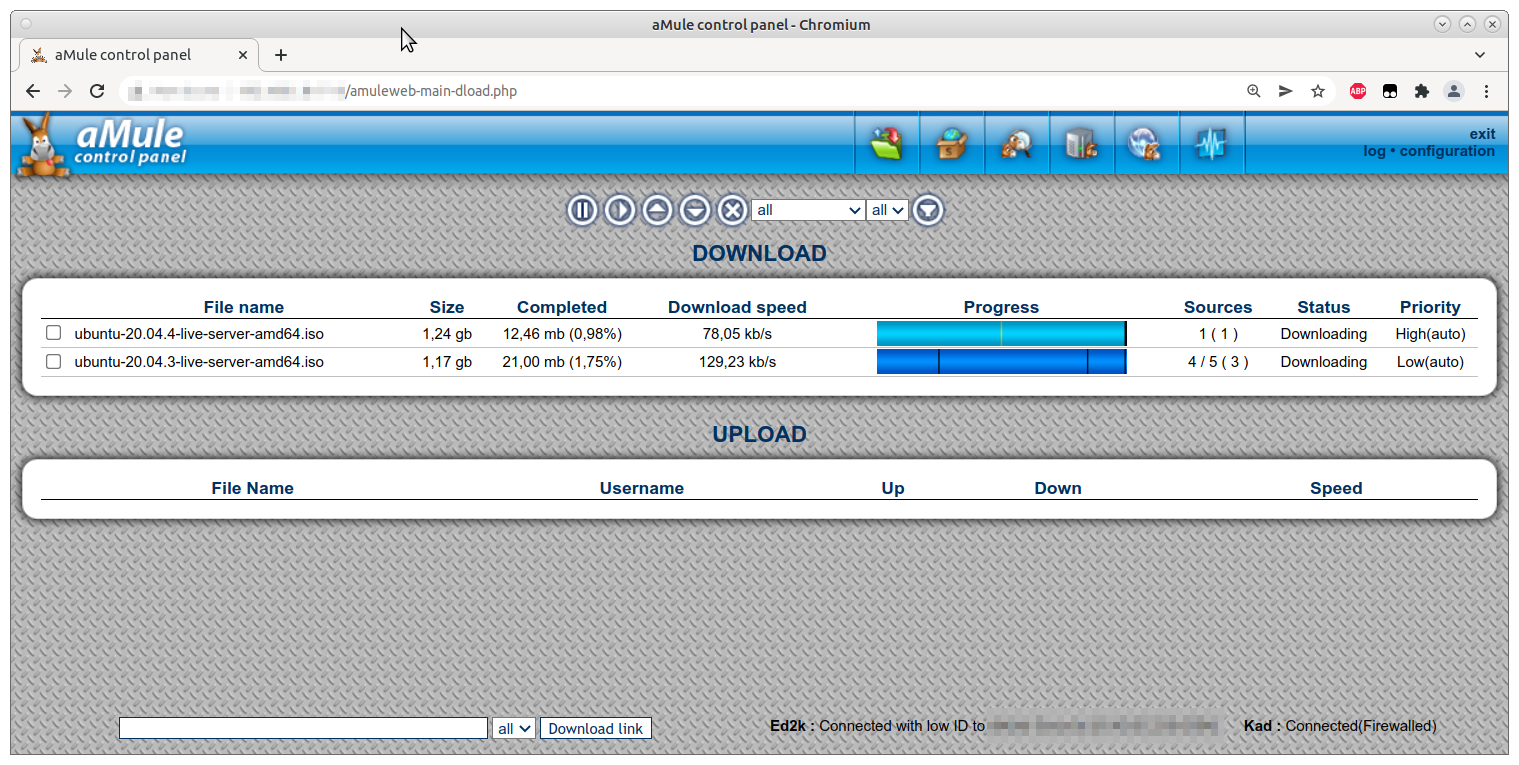 aMule control panel - Chromium
aMule control panel
/amuleweb-main-dload.php
ABP
aMule
control panel
exit
log • configuration
all all
DOWNLOAD
File name Size Completed Download speed Progress Sources Status Priority
ubuntu-20.04.4-live-server-amd64.iso 1,24 gb 12,46 mb (0,98%) 78,05 kb/s 1 ( 1 ) Downloading High(auto)
ubuntu-20.04.3-live-server-amd64.iso 1,17 gb 21,00 mb (1,75%) 129,23 kb/s 4 / 5 ( 3 ) Downloading Low(auto)
UPLOAD
File Name Username Up Down Speed
all Download link Ed2k : Connected with low ID to Kad : Connected(Firewalled)